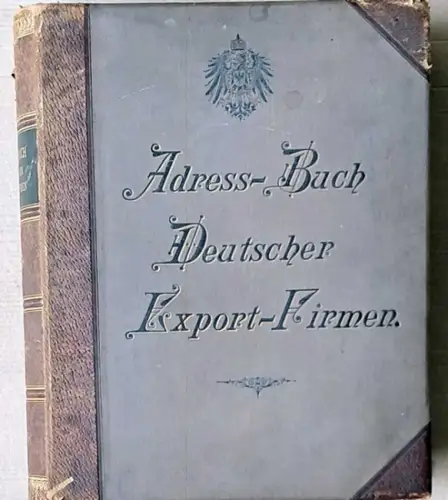 Adress-Buch
Deutscher
Export-Firmen.